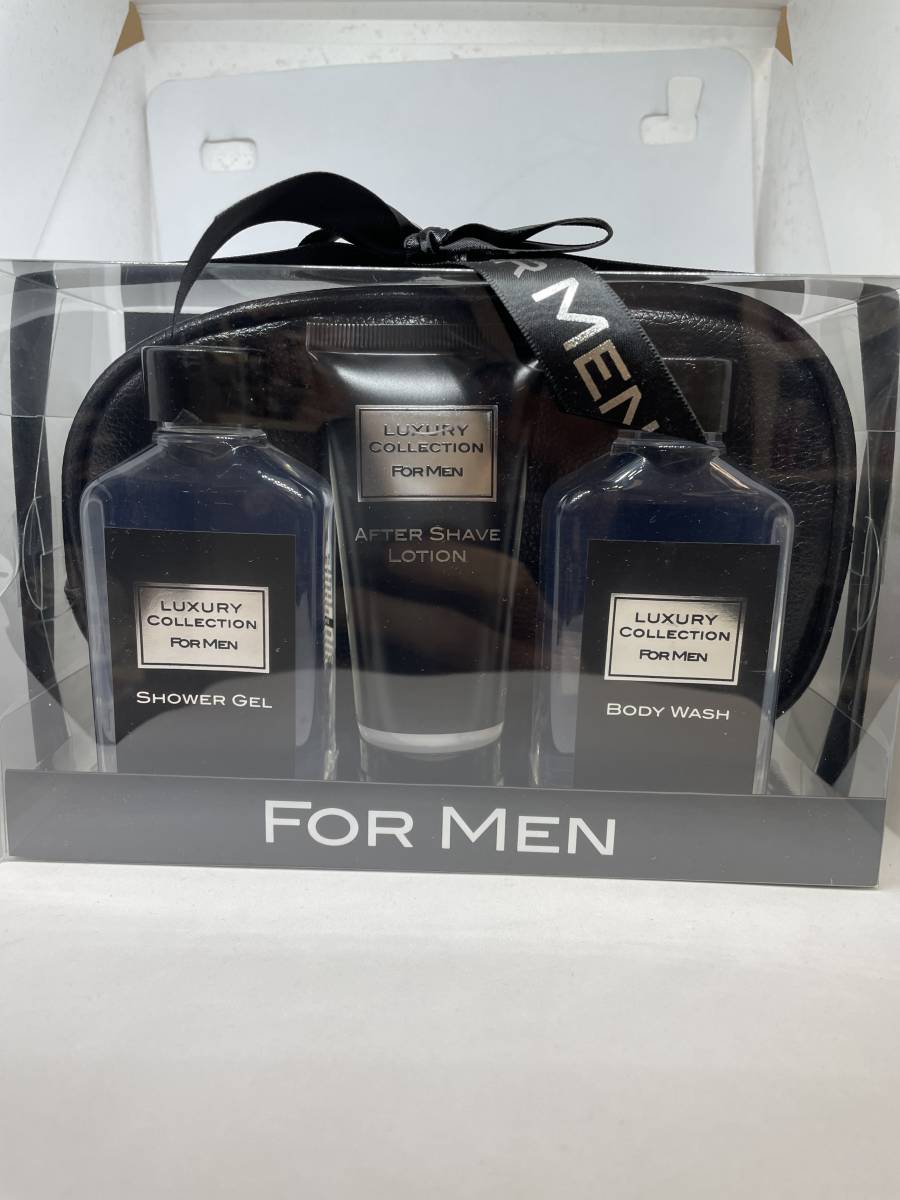 R MEN
LUXURY
COLLECTION
FOR MEN
AFTER SHAVE
LOTION
LUXURY
COLLECTION
FOR MEN
SHOWER GEL
LUXURY
COLLECTION
FOR MEN
BODY WASH
FOR MEN